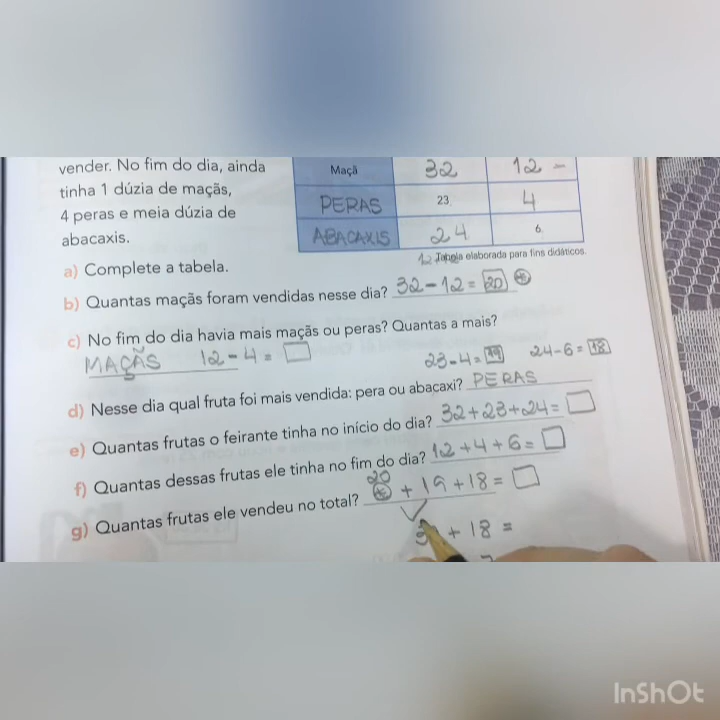 vender. No fim do dia, ainda
tinha 1 dúzia de maçãs,
4 peras e meia dúzia de
abacaxis.
Maçã 32 12 -
PERAS 23 4
ABACAXIS 24 6
Tabela elaborada para fins didáticos.
a) Complete a tabela.
b) Quantas maçãs foram vendidas nesse dia? 32 - 12 = 20
c) No fim do dia havia mais maçãs ou peras? Quantas a mais?
MAÇÃS 12 - 4 =
23 - 4 = 19 24 - 6 = 18
d) Nesse dia qual fruta foi mais vendida: pera ou abacaxi? PERAS
e) Quantas frutas o feirante tinha no início do dia? 32 + 23 + 24 =
f) Quantas dessas frutas ele tinha no fim do dia? 12 + 4 + 6 =
g) Quantas frutas ele vendeu no total? 20 + 19 + 18 =
+ 18 =
InShOt